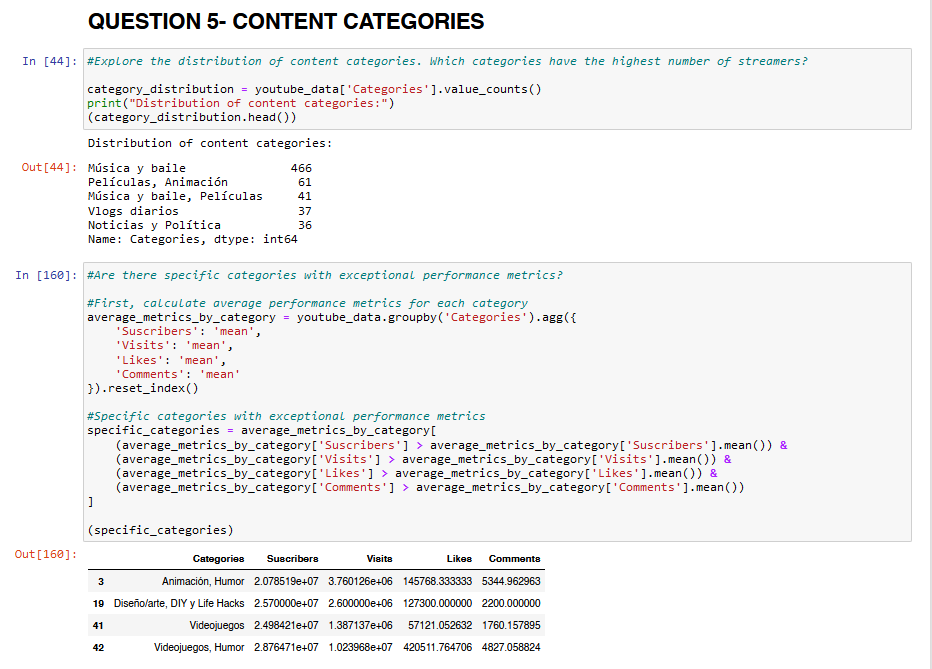 QUESTION 5- CONTENT CATEGORIES
In [44]: #Explore the distribution of content categories. Which categories have the highest number of streamers?
category_distribution = youtube_data['Categories'].value_counts()
print("Distribution of content categories:")
(category_distribution.head())
Distribution of content categories:
Out[44]: Música y baile 466
Películas, Animación 61
Música y baile, Películas 41
Vlogs diarios 37
Noticias y Política 36
Name: Categories, dtype: int64
In [160]: #Are there specific categories with exceptional performance metrics?
#First, calculate average performance metrics for each category
average_metrics_by_category = youtube_data.groupby('Categories').agg({
'Suscribers': 'mean',
'Visits': 'mean',
'Likes': 'mean',
'Comments': 'mean'
}).reset_index()
#Specific categories with exceptional performance metrics
specific_categories = average_metrics_by_category[
(average_metrics_by_category['Suscribers'] > average_metrics_by_category['Suscribers'].mean()) &
(average_metrics_by_category['Visits'] > average_metrics_by_category['Visits'].mean()) &
(average_metrics_by_category['Likes'] > average_metrics_by_category['Likes'].mean()) &
(average_metrics_by_category['Comments'] > average_metrics_by_category['Comments'].mean())
]
(specific_categories)
Out[160]:
Categories Suscribers Visits Likes Comments
3 Animación, Humor 2.078519e+07 3.760126e+06 145768.333333 5344.962963
19 Diseño/arte, DIY y Life Hacks 2.570000e+07 2.600000e+06 127300.000000 2200.000000
41 Videojuegos 2.498421e+07 1.387137e+06 57121.052632 1760.157895
42 Videojuegos, Humor 2.876471e+07 1.023968e+07 420511.764706 4827.058824